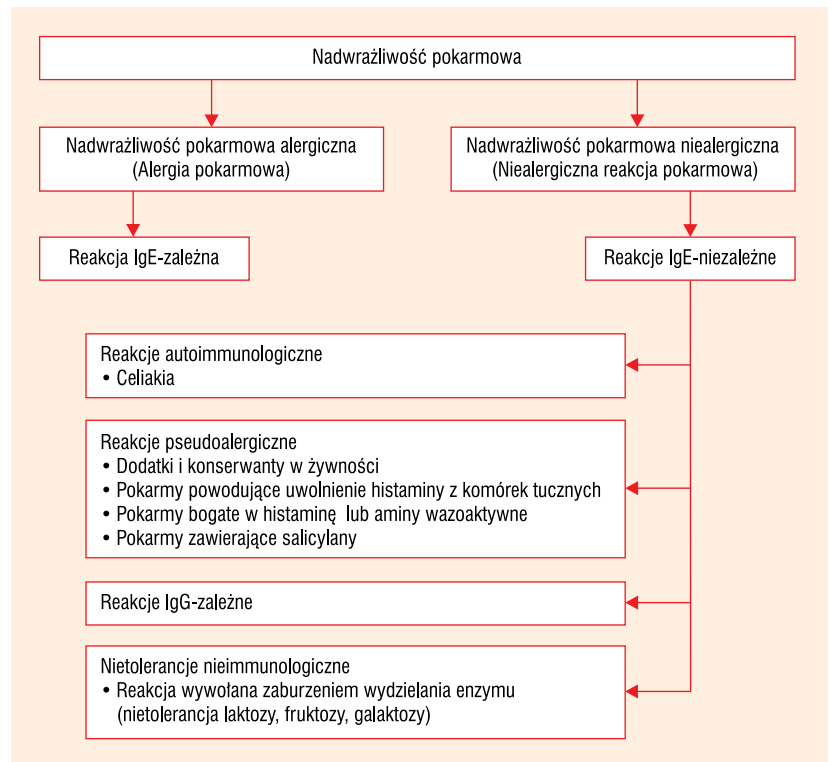 Nadwrażliwość pokarmowa
Nadwrażliwość pokarmowa alergiczna
(Alergia pokarmowa)
Nadwrażliwość pokarmowa niealergiczna
(Niealergiczna reakcja pokarmowa)
Reakcja IgE-zależna
Reakcje IgE-niezależne
Reakcje autoimmunologiczne
• Celiakia
Reakcje pseudoalergiczne
• Dodatki i konserwanty w żywności
• Pokarmy powodujące uwolnienie histaminy z komórek tucznych
• Pokarmy bogate w histaminę lub aminy wazoaktywne
• Pokarmy zawierające salicylany
Reakcje IgG-zależne
Nietolerancje nieimmunologiczne
• Reakcja wywołana zaburzeniem wydzielania enzymu
(nietolerancja laktozy, fruktozy, galaktozy)